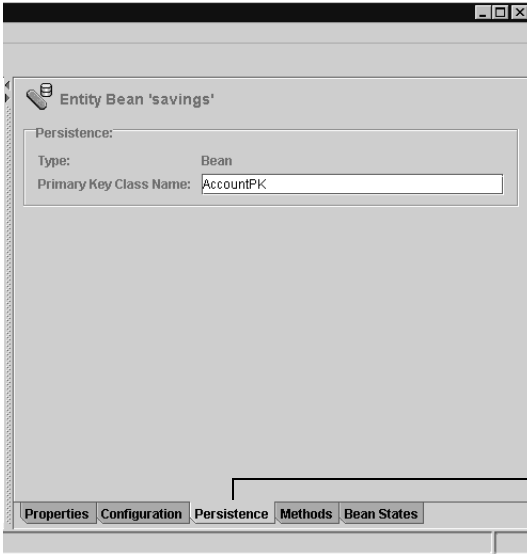 Entity Bean 'savings'
Persistence:
Type: Bean
Primary Key Class Name: AccountPK
Properties Configuration Persistence Methods Bean States